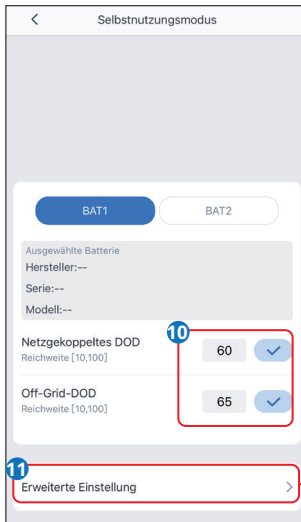 Selbstnutzungsmodus
BAT1 BAT2
Ausgewählte Batterie
Hersteller:--
Serie:--
Modell:--
10
Netzgekoppeltes DOD 60
Reichweite [10,100]
Off-Grid-DOD 65
Reichweite [10,100]
11
Erweiterte Einstellung